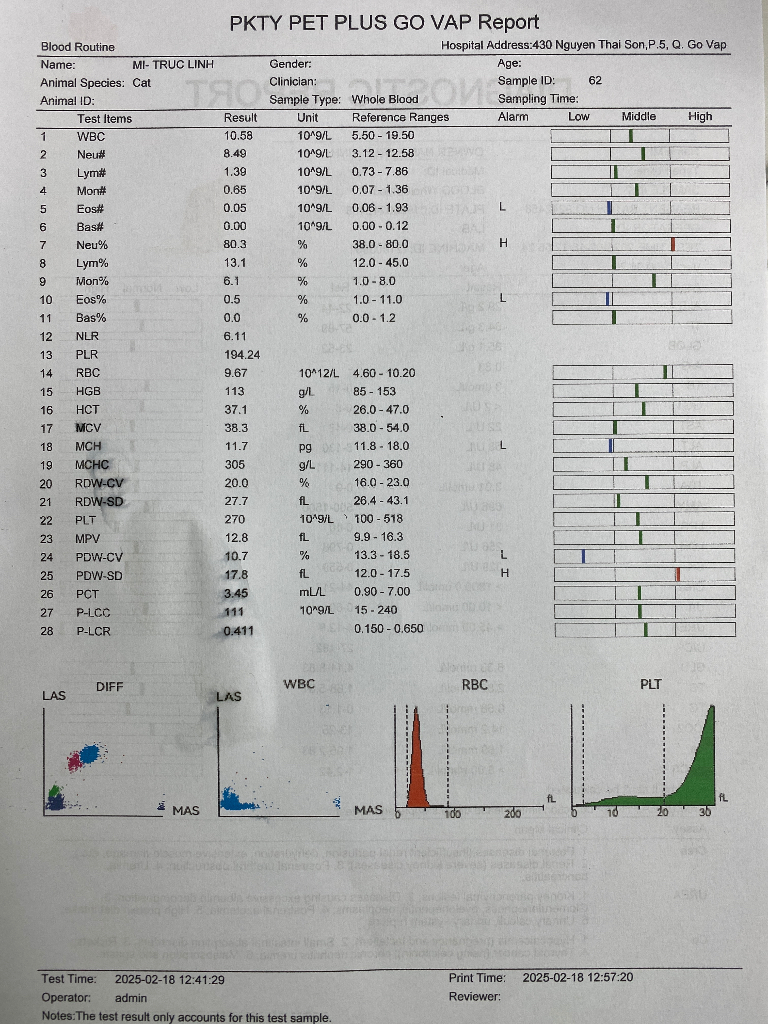 PKTY PET PLUS GO VAP Report
Blood Routine Hospital Address:430 Nguyen Thai Son,P.5, Q. Go Vap
Name: MI- TRUC LINH Gender: Age:
Animal Species: Cat Clinician: Sample ID: 62
Animal ID: Sample Type: Whole Blood Sampling Time:
Test Items Result Unit Reference Ranges Alarm Low Middle High
1 WBC 10.58 10^9/L 5.50 - 19.50
2 Neu# 8.49 10^9/L 3.12 - 12.58
3 Lym# 1.39 10^9/L 0.73 - 7.86
4 Mon# 0.65 10^9/L 0.07 - 1.36
5 Eos# 0.05 10^9/L 0.06 - 1.93 L
6 Bas# 0.00 10^9/L 0.00 - 0.12
7 Neu% 80.3 % 38.0 - 80.0 H
8 Lym% 13.1 % 12.0 - 45.0
9 Mon% 6.1 % 1.0 - 8.0
10 Eos% 0.5 % 1.0 - 11.0 L
11 Bas% 0.0 % 0.0 - 1.2
12 NLR 6.11
13 PLR 194.24
14 RBC 9.67 10^12/L 4.60 - 10.20
15 HGB 113 g/L 85 - 153
16 HCT 37.1 % 26.0 - 47.0
17 MCV 38.3 fL 38.0 - 54.0
18 MCH 11.7 pg 11.8 - 18.0 L
19 MCHC 305 g/L 290 - 360
20 RDW-CV 20.0 % 16.0 - 23.0
21 RDW-SD 27.7 fL 26.4 - 43.1
22 PLT 270 10^9/L 100 - 518
23 MPV 12.8 fL 9.9 - 16.3
24 PDW-CV 10.7 % 13.3 - 18.5 L
25 PDW-SD 17.8 fL 12.0 - 17.5 H
26 PCT 3.45 mL/L 0.90 - 7.00
27 P-LCC 111 10^9/L 15 - 240
28 P-LCR 0.411 0.150 - 0.650
DIFF WBC RBC PLT
LAS LAS
MAS MAS fL fL
0 100 200 0 10 20 30
Test Time: 2025-02-18 12:41:29 Print Time: 2025-02-18 12:57:20
Operator: admin Reviewer:
Notes:The test result only accounts for this test sample.